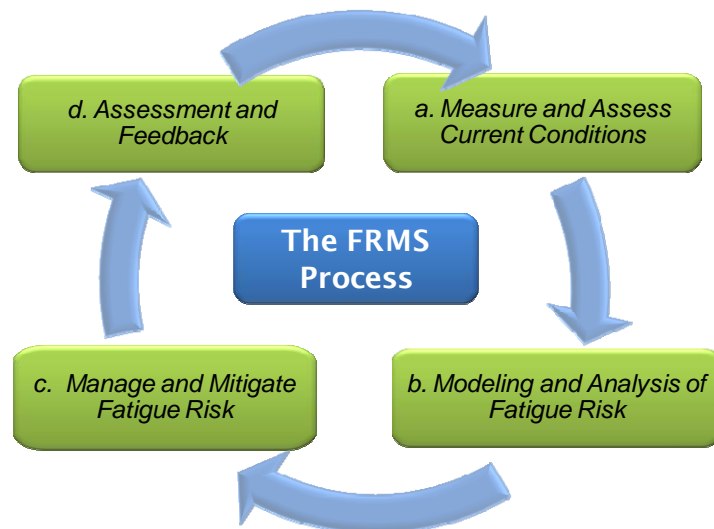 d. Assessment and
Feedback
a. Measure and Assess
Current Conditions
The FRMS
Process
c. Manage and Mitigate
Fatigue Risk
b. Modeling and Analysis of
Fatigue Risk